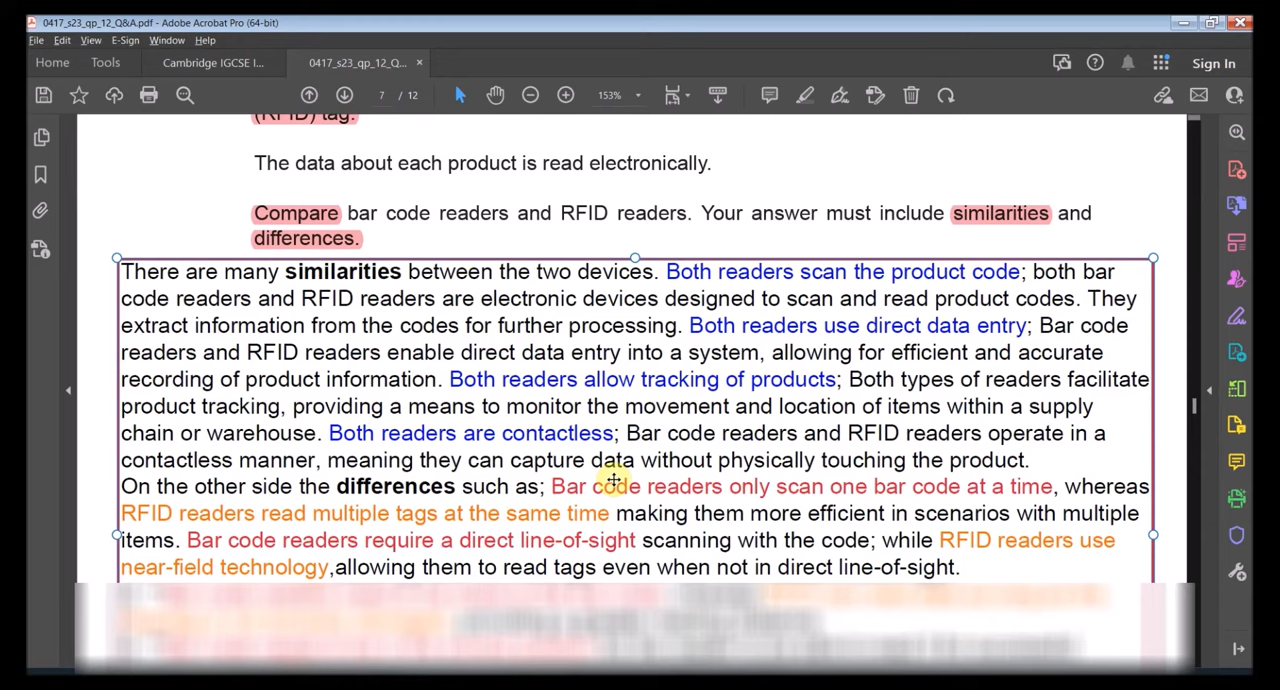 0417_s23_qp_12_Q&A.pdf - Adobe Acrobat Pro (64-bit)
File Edit View E-Sign Window Help
Home Tools Cambridge IGCSE I... 0417_s23_qp_12_Q... × Sign In
7 / 12 153%
(RFID) tag.
The data about each product is read electronically.
Compare bar code readers and RFID readers. Your answer must include similarities and
differences.
There are many similarities between the two devices. Both readers scan the product code; both bar
code readers and RFID readers are electronic devices designed to scan and read product codes. They
extract information from the codes for further processing. Both readers use direct data entry; Bar code
readers and RFID readers enable direct data entry into a system, allowing for efficient and accurate
recording of product information. Both readers allow tracking of products; Both types of readers facilitate
product tracking, providing a means to monitor the movement and location of items within a supply
chain or warehouse. Both readers are contactless; Bar code readers and RFID readers operate in a
contactless manner, meaning they can capture data without physically touching the product.
On the other side the differences such as; Bar code readers only scan one bar code at a time, whereas
RFID readers read multiple tags at the same time making them more efficient in scenarios with multiple
items. Bar code readers require a direct line-of-sight scanning with the code; while RFID readers use
near-field technology,allowing them to read tags even when not in direct line-of-sight.